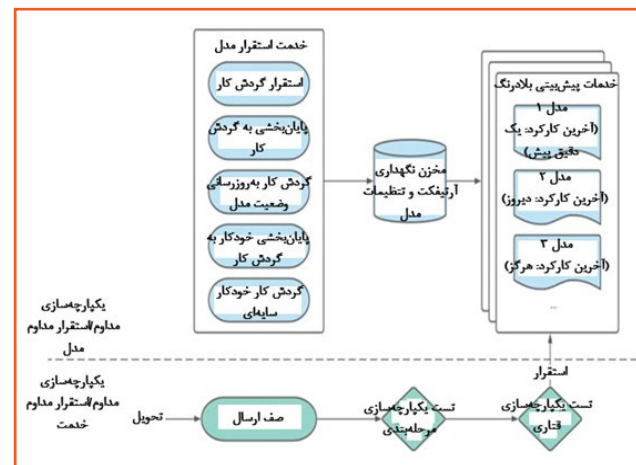 خدمت استقرار مدل
استقرار گردش کار
پایان‌بخشی به گردش
کار
گردش کار به‌روزرسانی
وضعیت مدل
پایان‌بخشی خودکار به
گردش کار
گردش کار خودکار
سایه‌ای
مخزن نگهداری
آرتیفکت و تنظیمات
مدل
خدمات پیش‌بیتی بلادرنگ
مدل ۱
(آخرین کارکرد: یک
دقیق پیش)
مدل ۲
(آخرین کارکرد: دیروز)
مدل ۳
(آخرین کارکرد: هرگز)
...
یکپارچه‌سازی
مداوم/استقرار مداوم
مدل
یکپارچه‌سازی
مداوم/استقرار مداوم
خدمت
تحویل
صف ارسال
تست یکپارچه‌سازی
مرحله‌بندی
تست یکپارچه‌سازی
قناری
استقرار